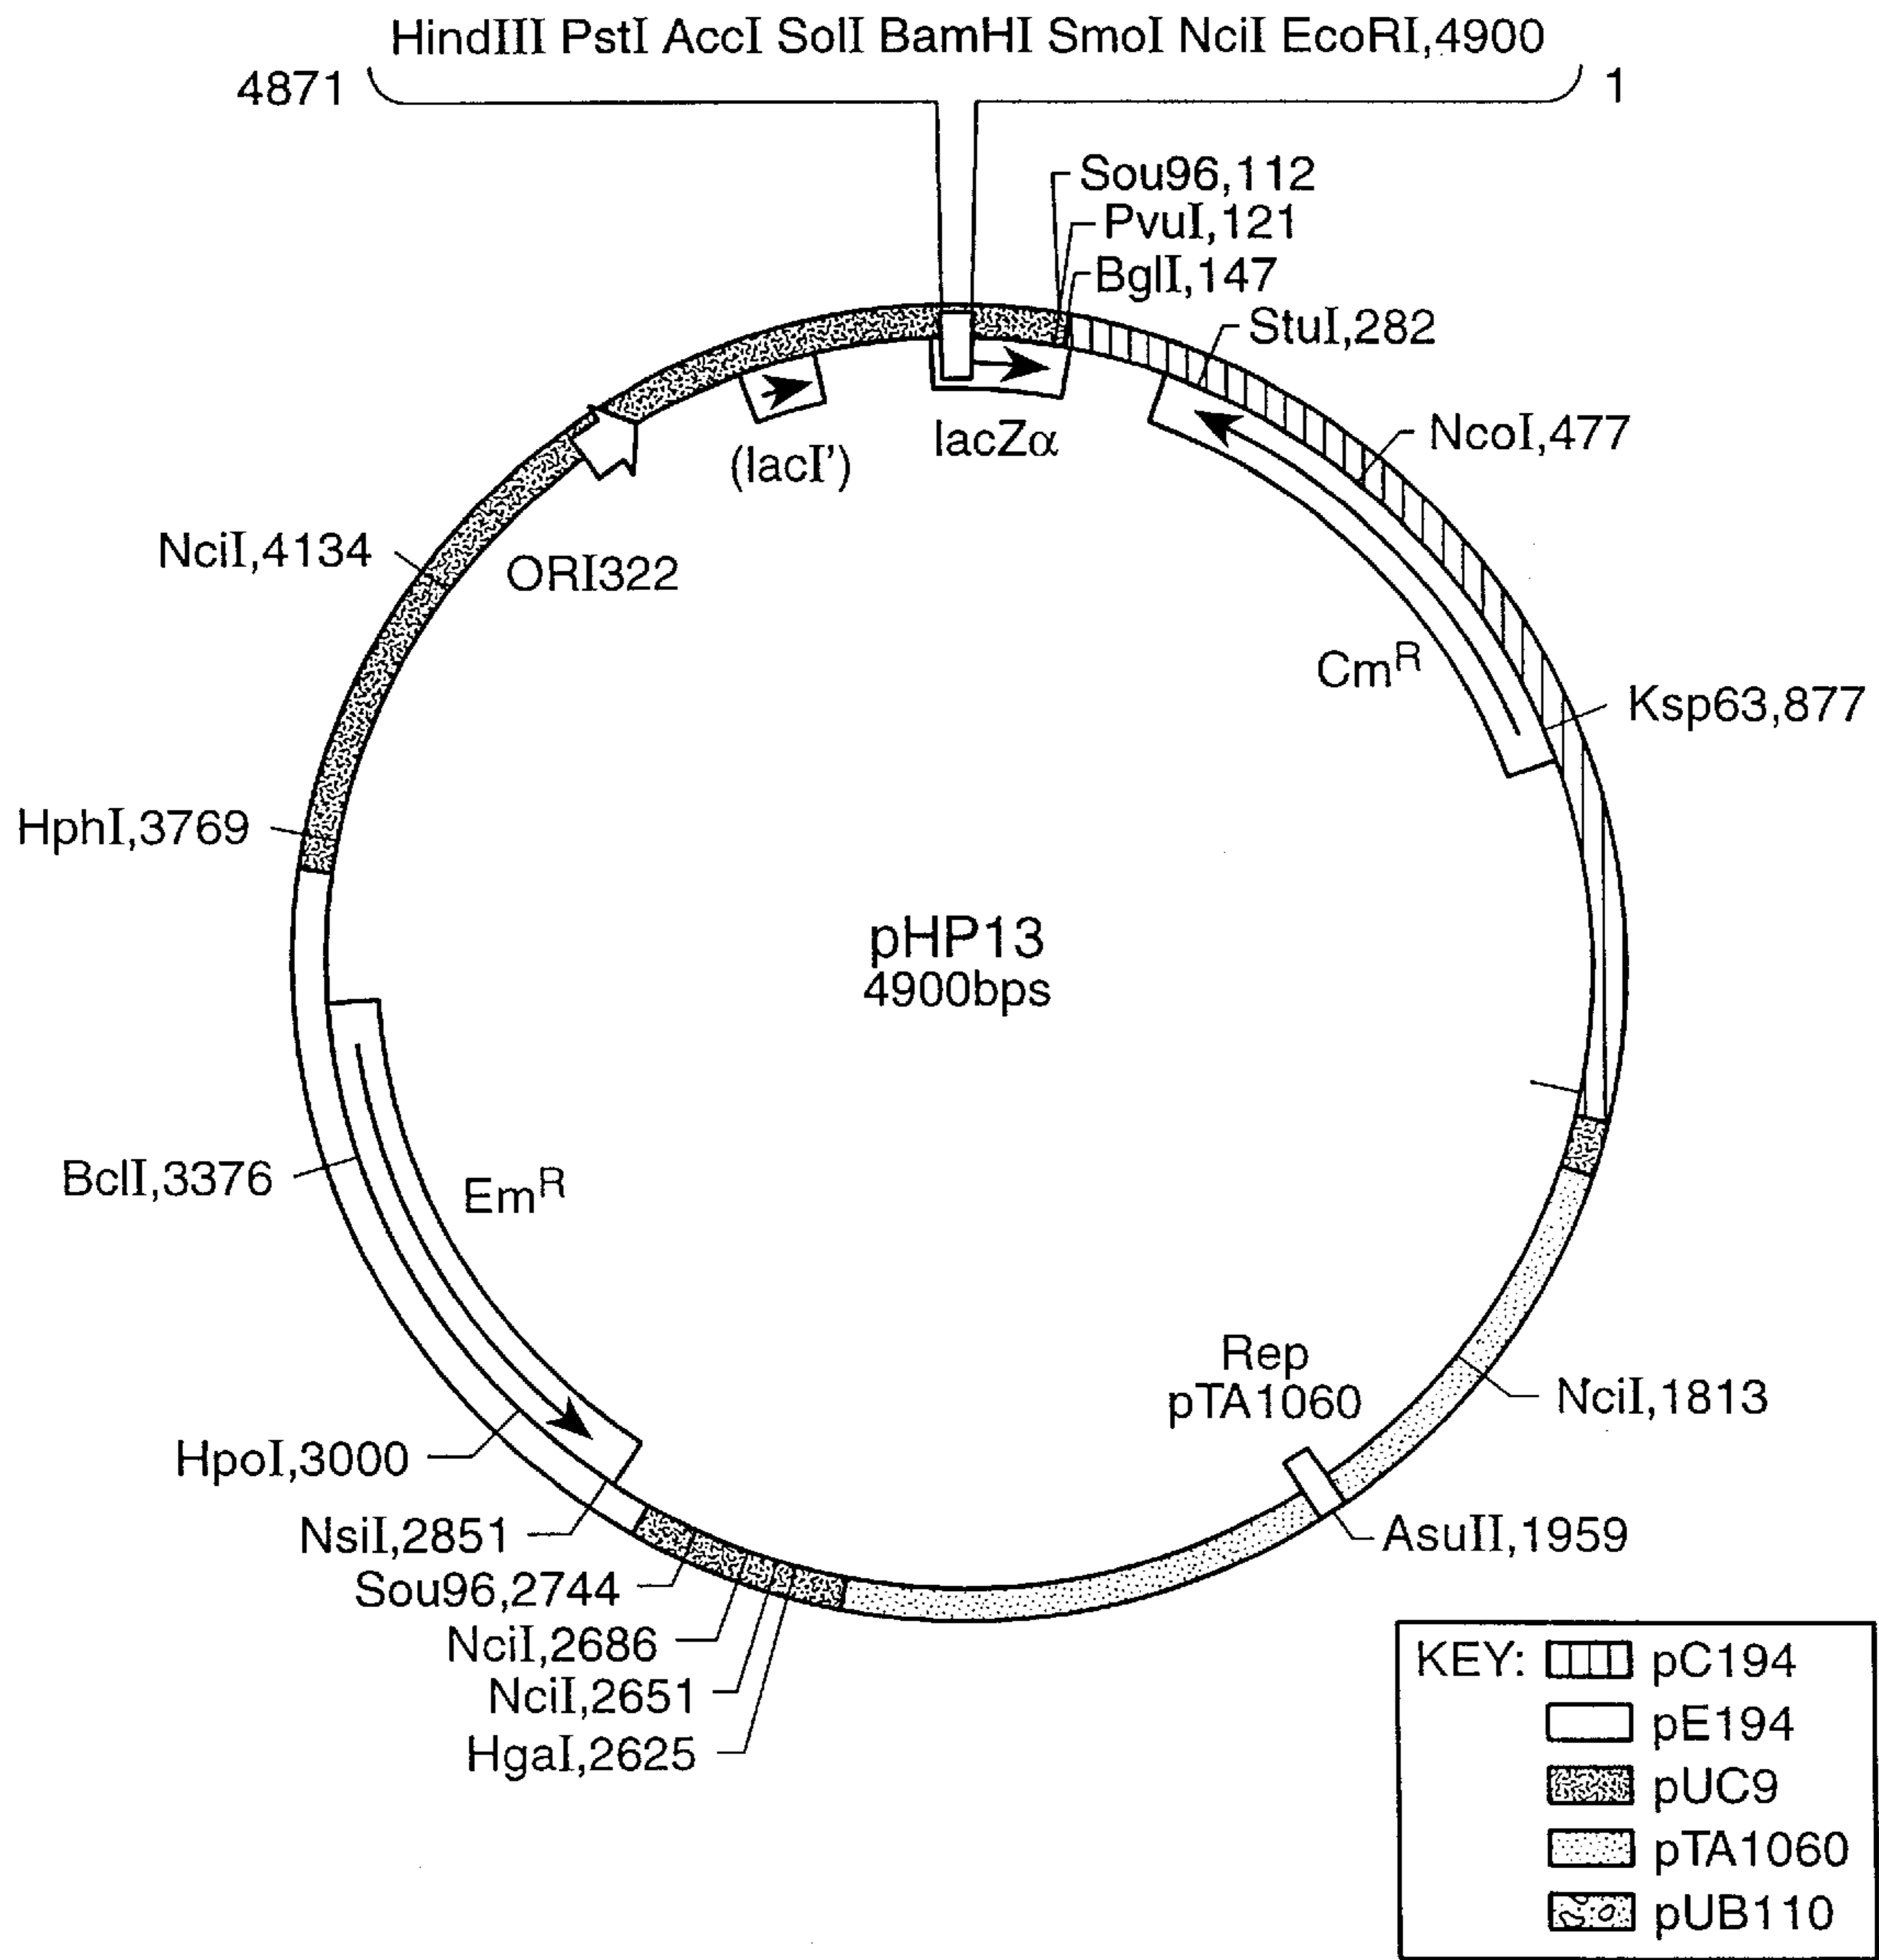 HindIII PstI AccI SolI BamHI SmoI NciI EcoRI,4900
4871
1
Sou96,112
PvuI,121
BglI,147
StuI,282
NcoI,477
(lacI')
lacZα
NciI,4134
ORI322
CmR
Ksp63,877
HphI,3769
pHP13
4900bps
BclI,3376
EmR
Rep
pTA1060
NciI,1813
HpoI,3000
NsiI,2851
AsuII,1959
Sou96,2744
NciI,2686
NciI,2651
HgaI,2625
KEY:
pC194
pE194
pUC9
pTA1060
pUB110